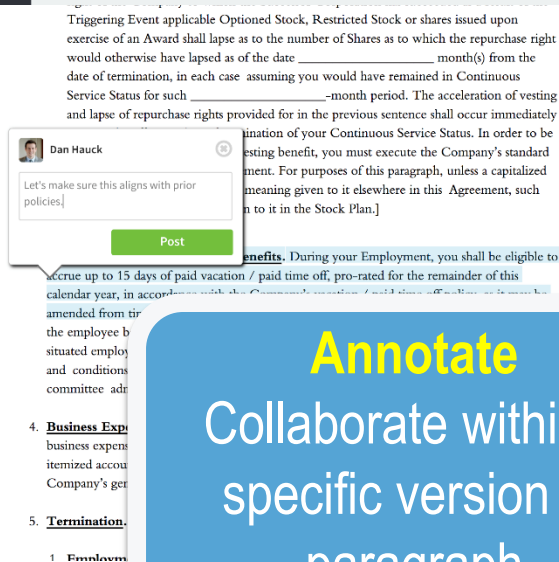 Triggering Event applicable Optioned Stock, Restricted Stock or shares issued upon
exercise of an Award shall lapse as to the number of Shares as to which the repurchase right
would otherwise have lapsed as of the date ____________________ month(s) from the
date of termination, in each case assuming you would have remained in Continuous
Service Status for such ____________________-month period. The acceleration of vesting
and lapse of repurchase rights provided for in the previous sentence shall occur immediately
ination of your Continuous Service Status. In order to be
esting benefit, you must execute the Company's standard
ment. For purposes of this paragraph, unless a capitalized
meaning given to it elsewhere in this Agreement, such
n to it in the Stock Plan.]
Dan Hauck
Let's make sure this aligns with prior
policies.
Post
enefits. During your Employment, you shall be eligible to
accrue up to 15 days of paid vacation / paid time off, pro-rated for the remainder of this
calendar year, in accordance with the Company's vacation / paid time off policy, as it may be
amended from tim
the employee b
situated employ
and conditions
committee adm
4. Business Expe
business expens
itemized accou
Company's gen
5. Termination.
1. Employm
Annotate
Collaborate withi
specific version
paragraph